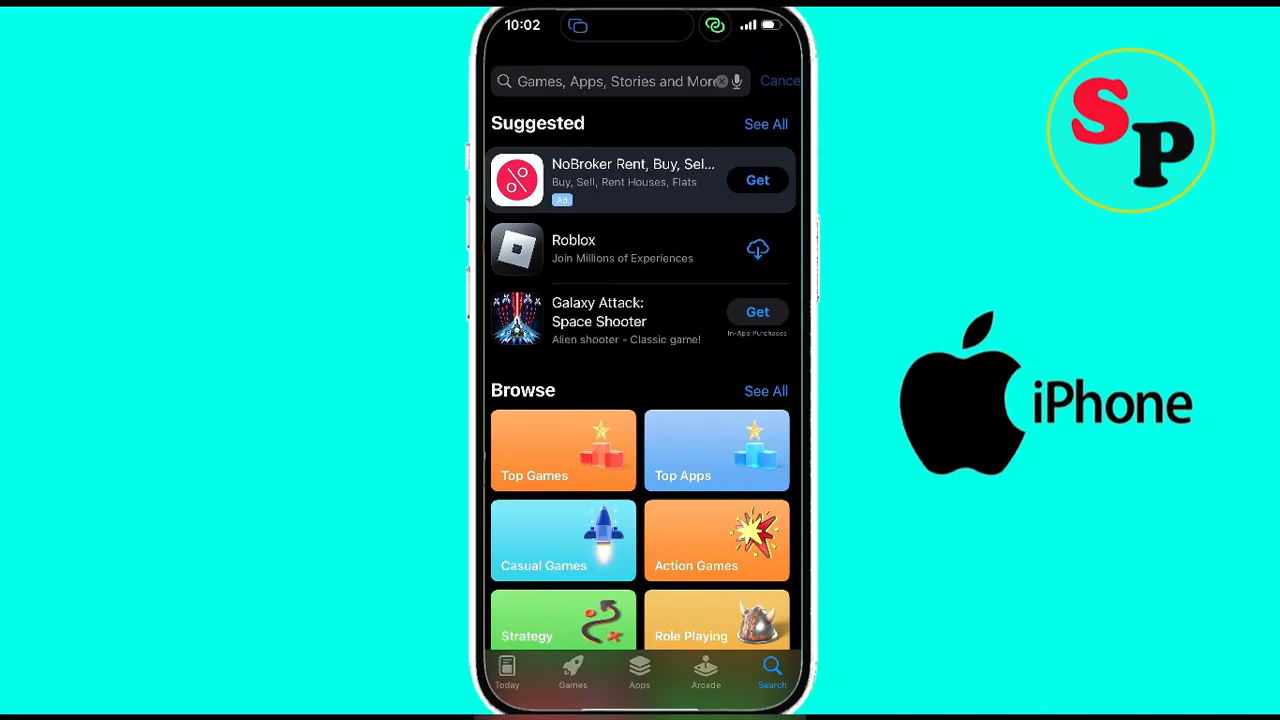 10:02
Games, Apps, Stories and More
Cance
Suggested
See All
NoBroker Rent, Buy, Sel...
Buy, Sell, Rent Houses, Flats
Ad
Get
Roblox
Join Millions of Experiences
Galaxy Attack:
Space Shooter
Alien shooter - Classic game!
Get
In-App Purchases
Browse
See All
Top Games
Top Apps
Casual Games
Action Games
Strategy
Role Playing
Today
Games
Apps
Arcade
Search
SP
iPhone